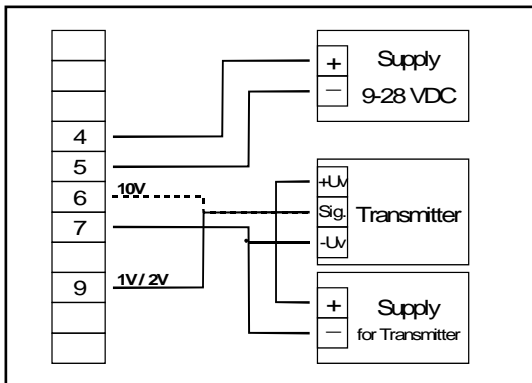 + Supply
− 9-28 VDC
4
5
6 10V
7
9 1V / 2V
+Uv
Sig. Transmitter
-Uv
+ Supply
− for Transmitter